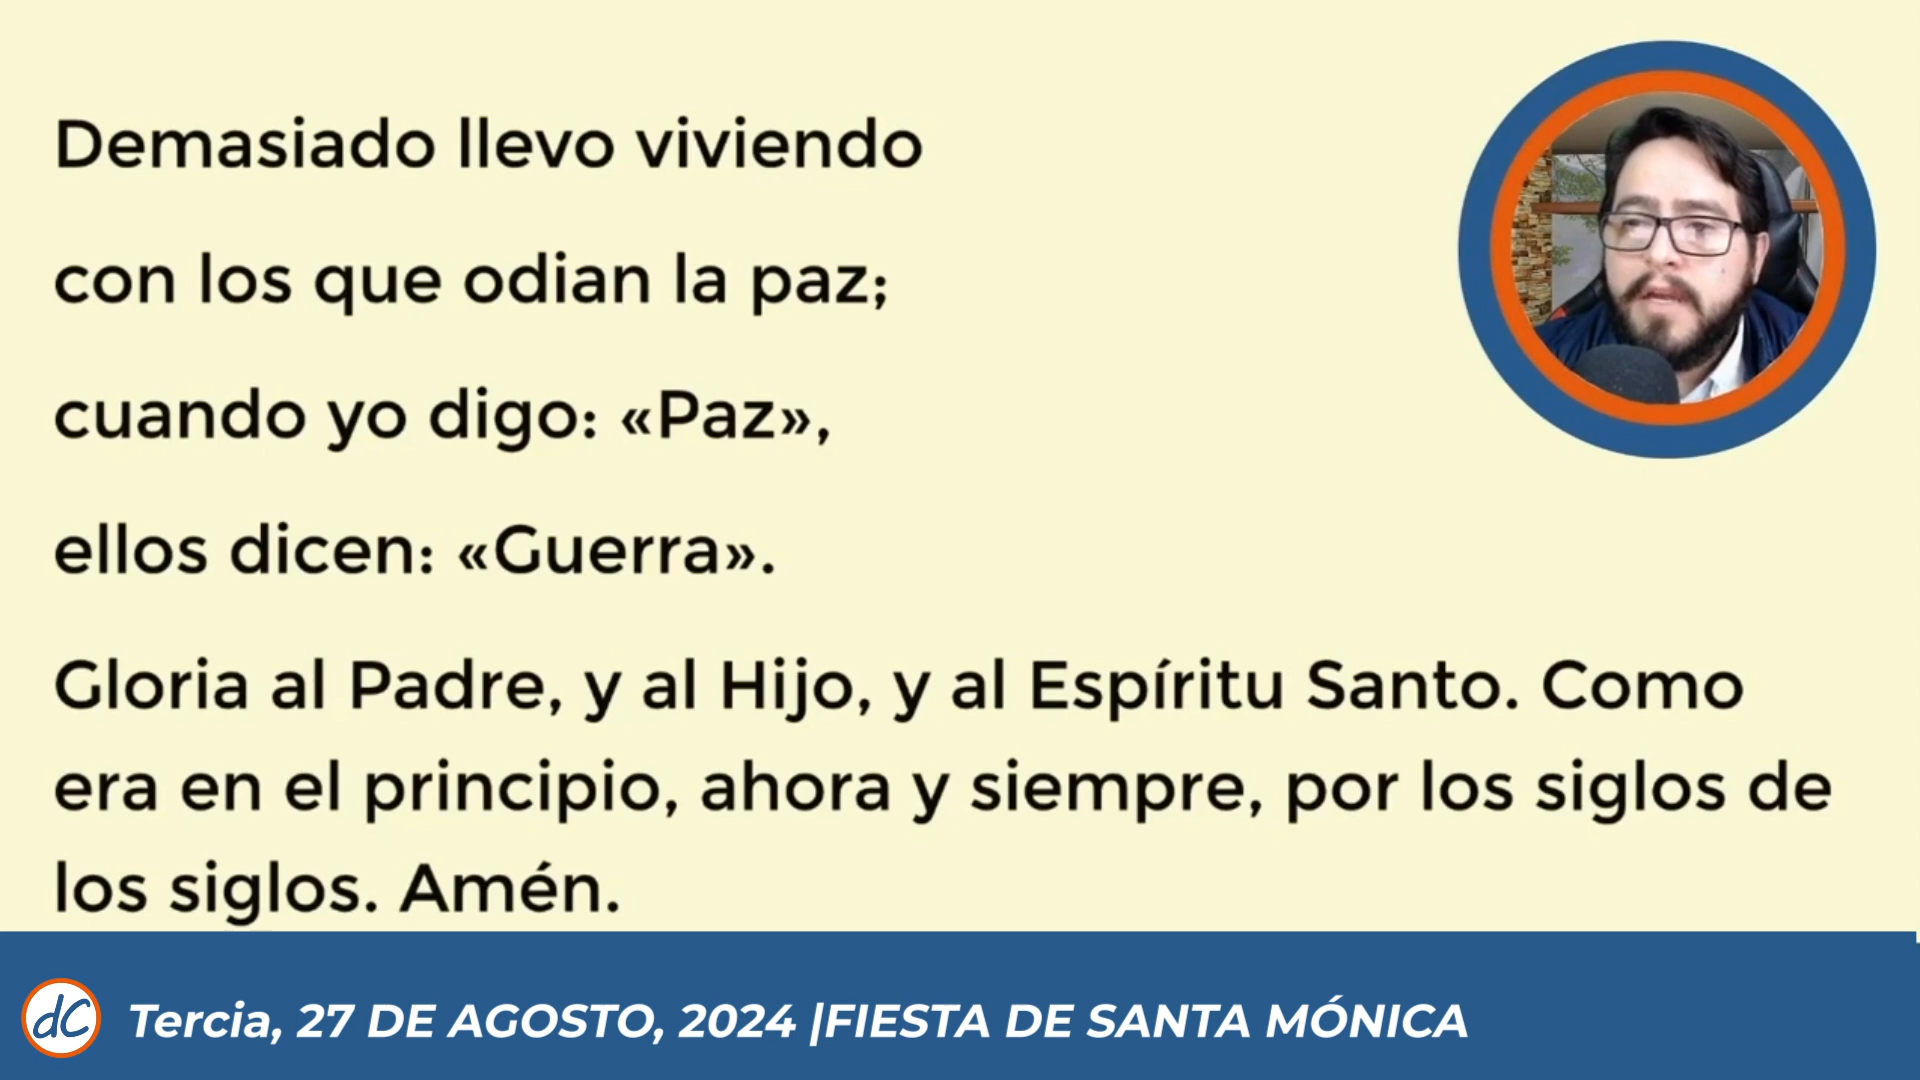 Demasiado llevo viviendo
con los que odian la paz;
cuando yo digo: «Paz»,
ellos dicen: «Guerra».
Gloria al Padre, y al Hijo, y al Espíritu Santo. Como
era en el principio, ahora y siempre, por los siglos de
los siglos. Amén.
dC
Tercia, 27 DE AGOSTO, 2024 |FIESTA DE SANTA MÓNICA